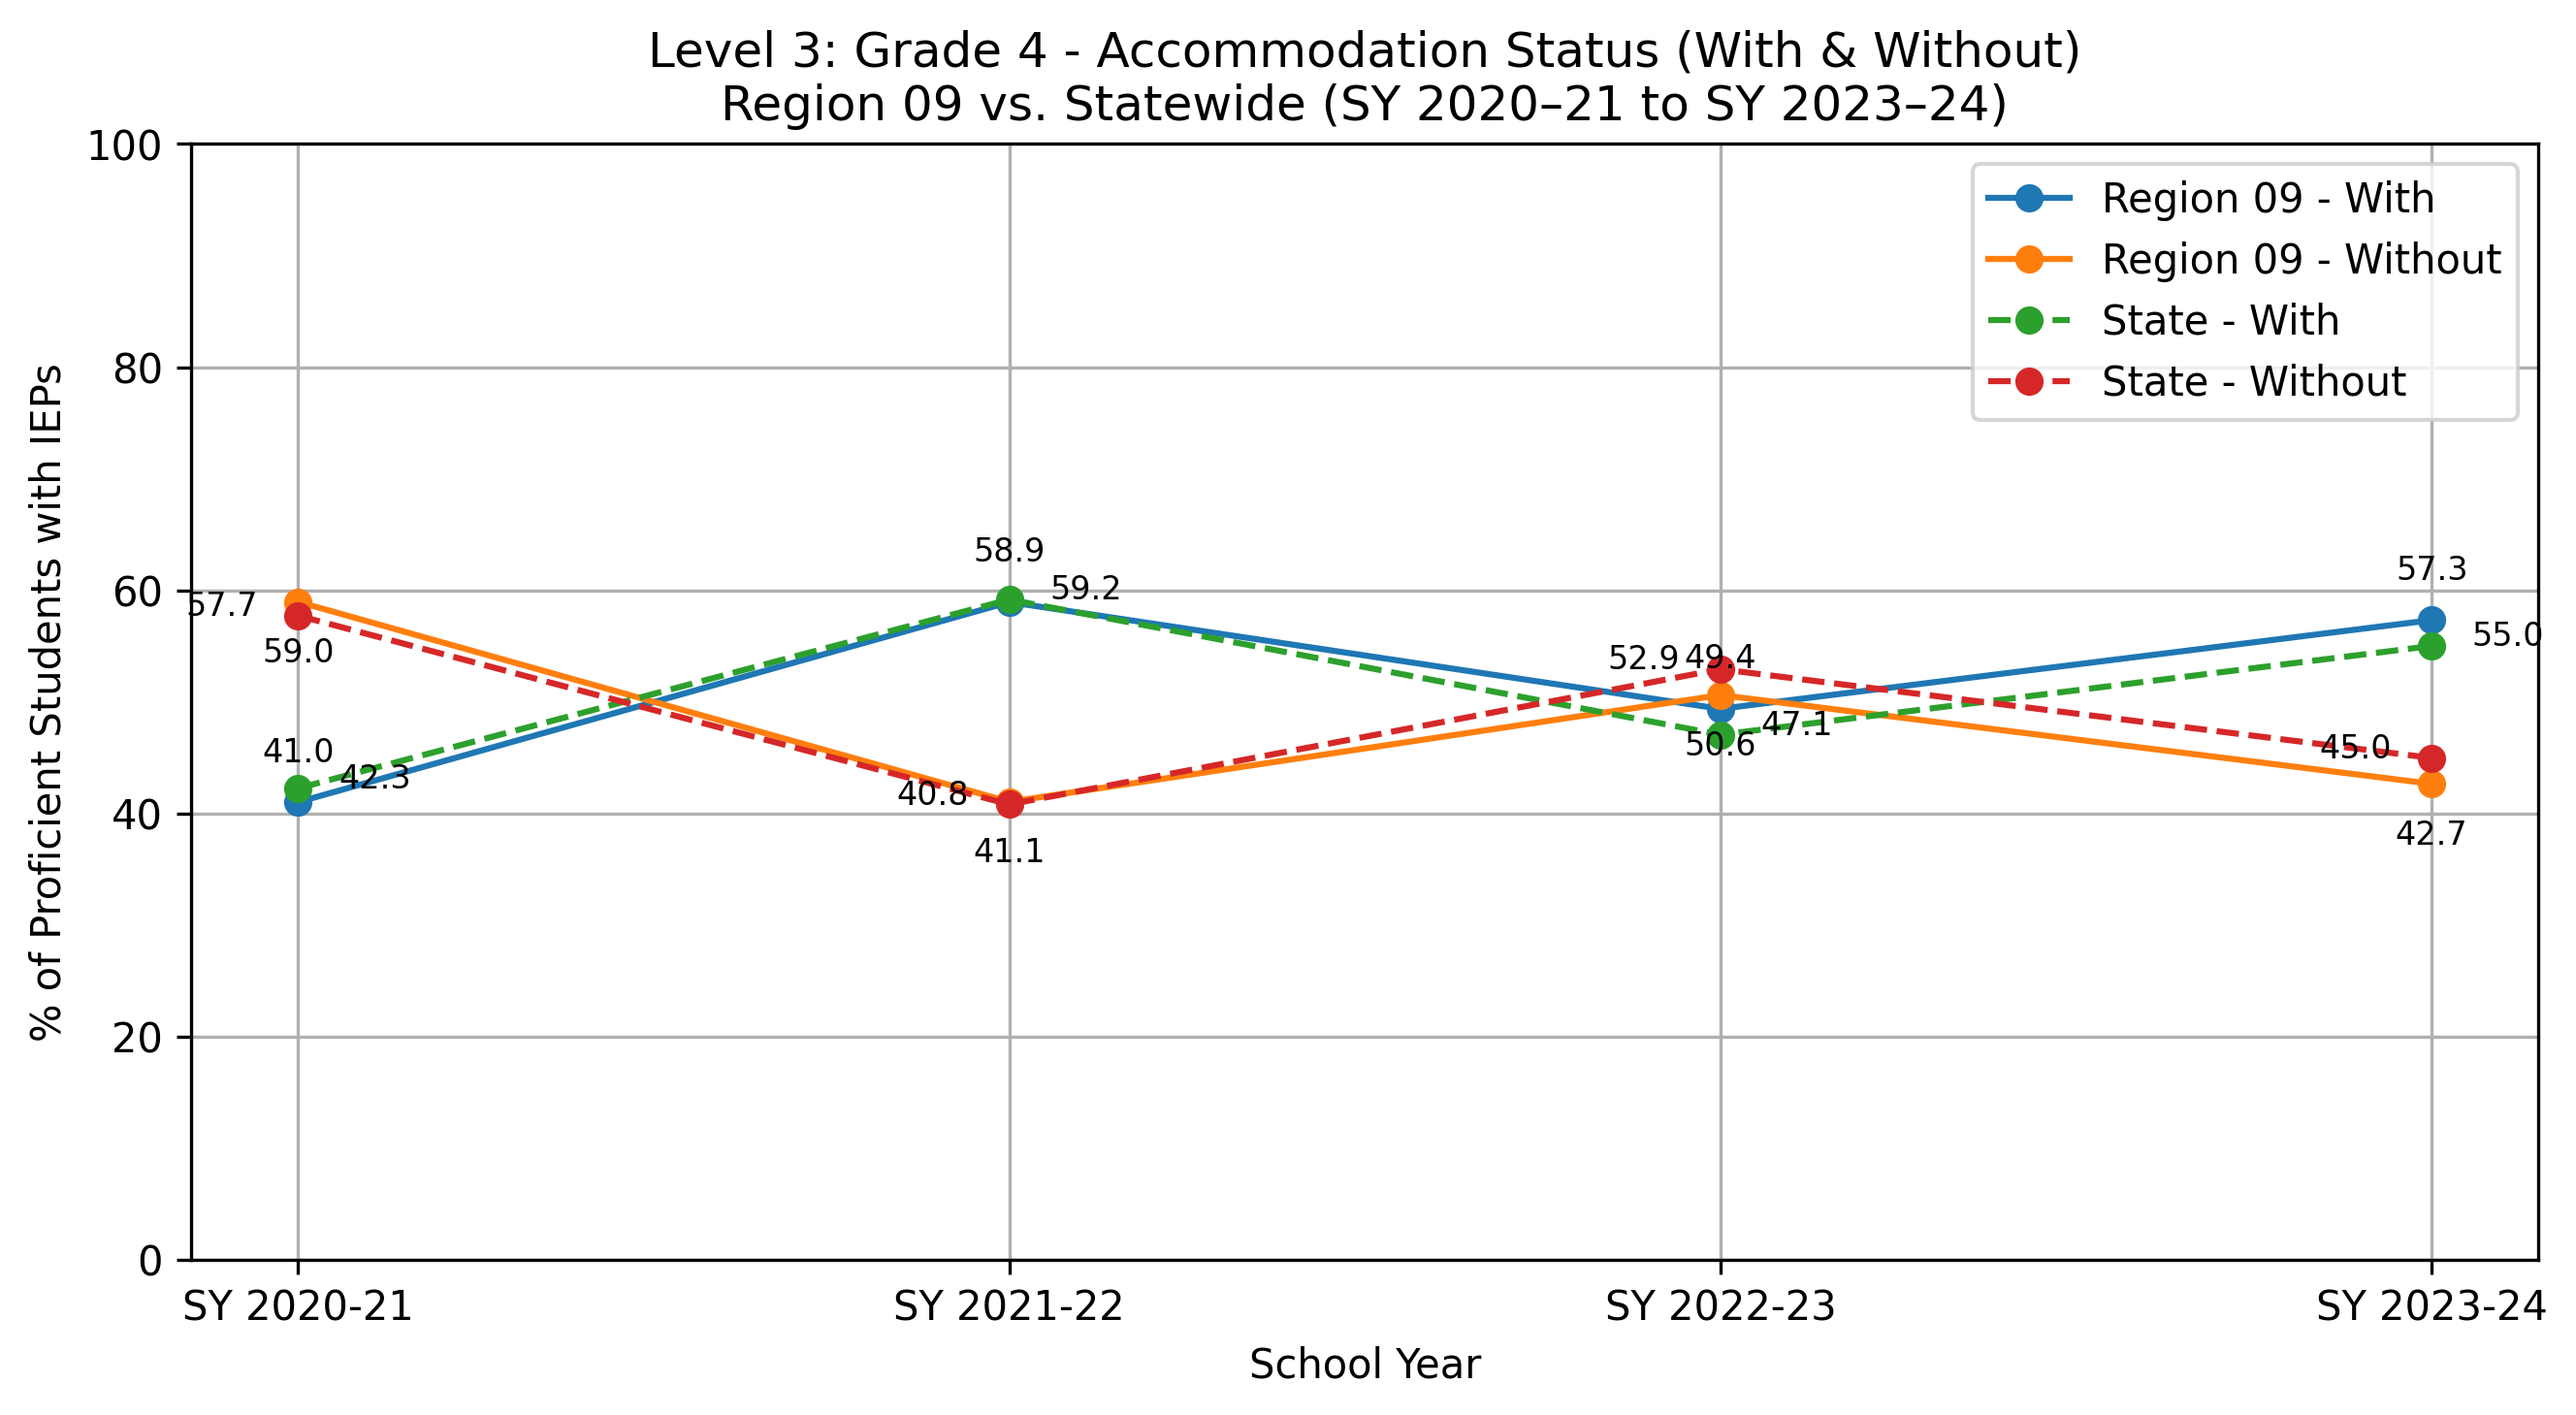 Level 3: Grade 4 - Accommodation Status (With & Without)
Region 09 vs. Statewide (SY 2020–21 to SY 2023–24)
% of Proficient Students with IEPs
100
80
60
40
20
0
Region 09 - With
Region 09 - Without
State - With
State - Without
58.9
59.2
57.3
57.7
59.0
52.9
49.4
55.0
41.0
42.3
47.1
50.6
45.0
40.8
41.1
42.7
SY 2020-21
SY 2021-22
SY 2022-23
SY 2023-24
School Year